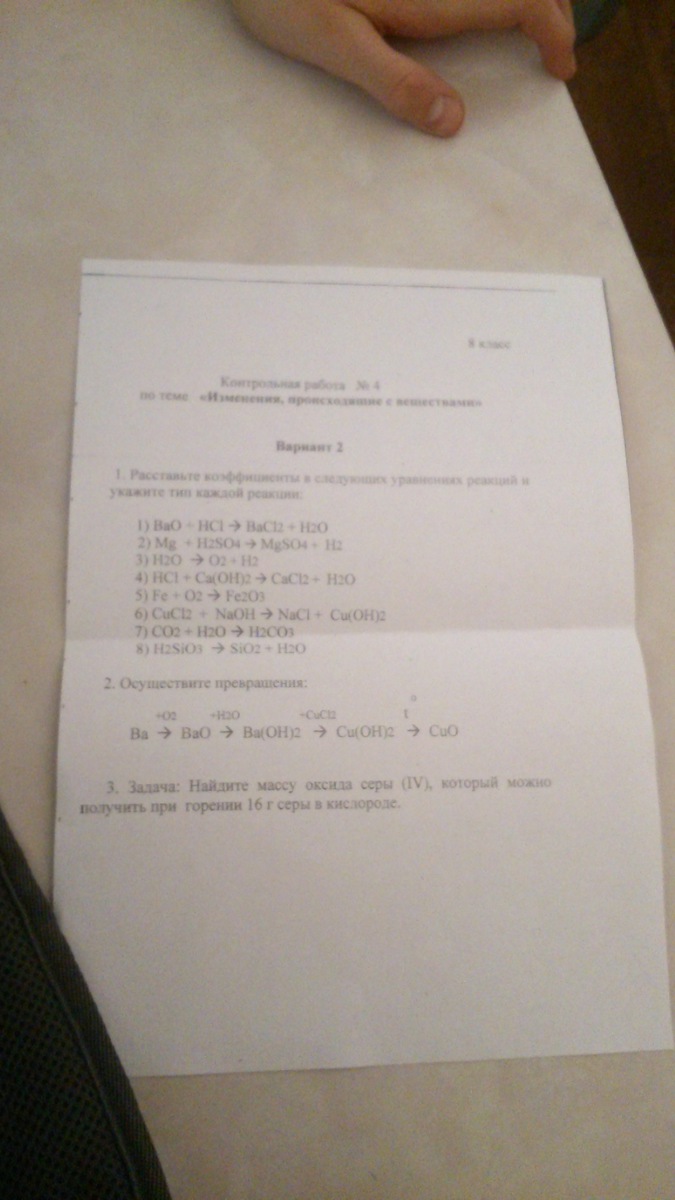 8 класс
Контрольная работа № 4
по теме «Изменения, происходящие с веществами»
Вариант 2
1. Расставьте коэффициенты в следующих уравнениях реакций и
укажите тип каждой реакции:
1) BaO + HCl → BaCl2 + H2O
2) Mg + H2SO4 → MgSO4 + H2
3) H2O → O2 + H2
4) HCl + Ca(OH)2 → CaCl2 + H2O
5) Fe + O2 → Fe2O3
6) CuCl2 + NaOH → NaCl + Cu(OH)2
7) CO2 + H2O → H2CO3
8) H2SiO3 → SiO2 + H2O
2. Осуществите превращения:
+O2 +H2O +CuCl2 t
Ba → BaO → Ba(OH)2 → Cu(OH)2 → CuO
3. Задача: Найдите массу оксида серы (IV), который можно
получить при горении 16 г серы в кислороде.